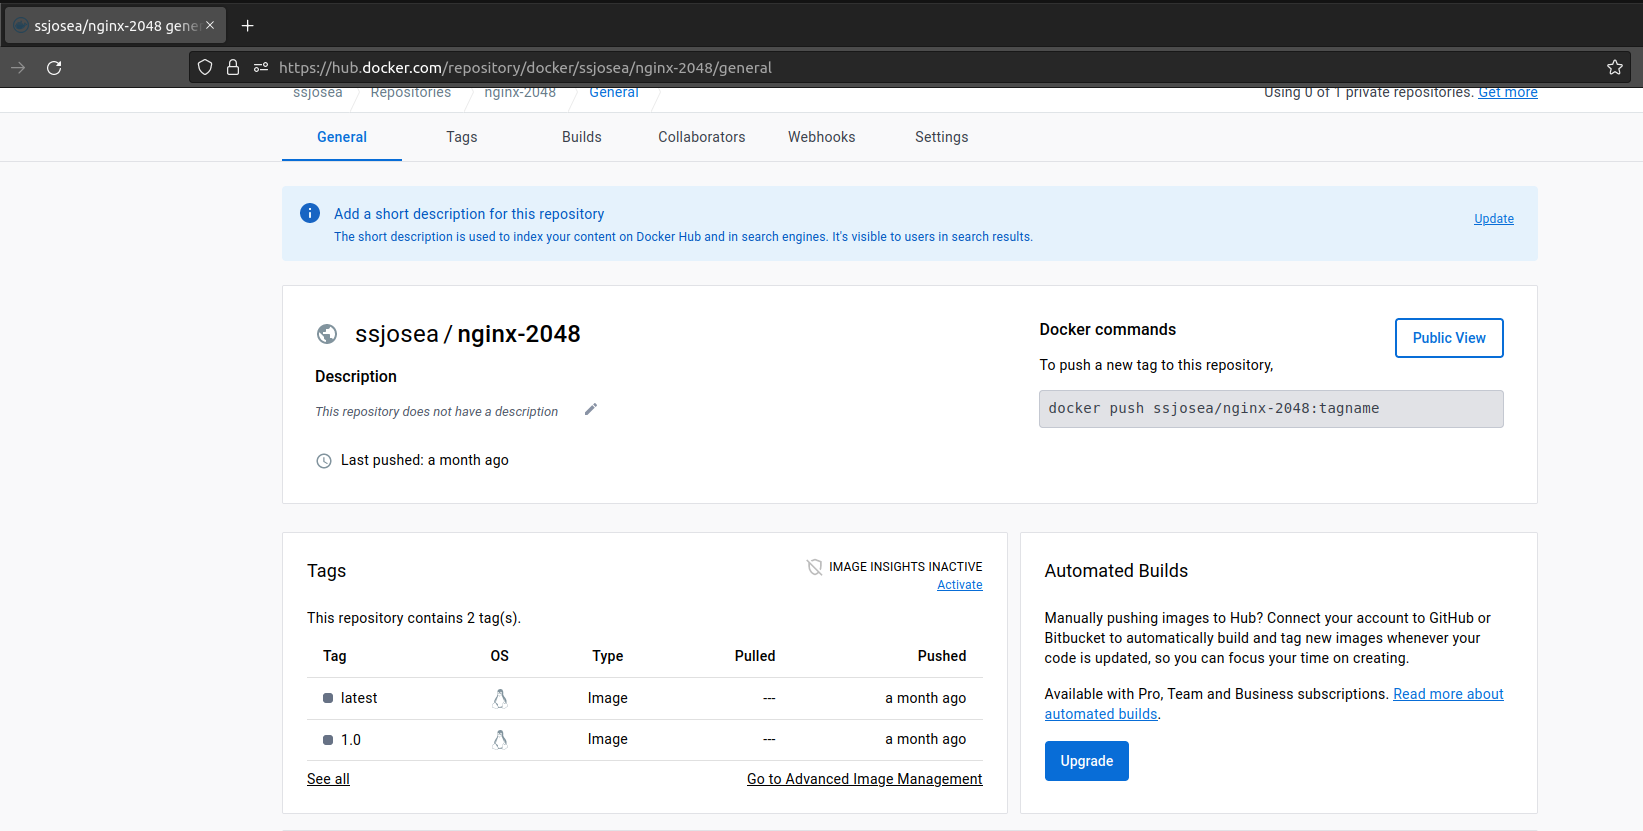 ssjosea/nginx-2048 gene
https://hub.docker.com/repository/docker/ssjosea/nginx-2048/general
ssjosea Repositories nginx-2048 General Using 0 of 1 private repositories. Get more
General Tags Builds Collaborators Webhooks Settings
Add a short description for this repository
The short description is used to index your content on Docker Hub and in search engines. It's visible to users in search results.
Update
ssjosea / nginx-2048
Description
This repository does not have a description
Last pushed: a month ago
Docker commands
Public View
To push a new tag to this repository,
docker push ssjosea/nginx-2048:tagname
Tags
IMAGE INSIGHTS INACTIVE
Activate
This repository contains 2 tag(s).
Tag OS Type Pulled Pushed
latest Image --- a month ago
1.0 Image --- a month ago
See all Go to Advanced Image Management
Automated Builds
Manually pushing images to Hub? Connect your account to GitHub or
Bitbucket to automatically build and tag new images whenever your
code is updated, so you can focus your time on creating.
Available with Pro, Team and Business subscriptions. Read more about
automated builds.
Upgrade